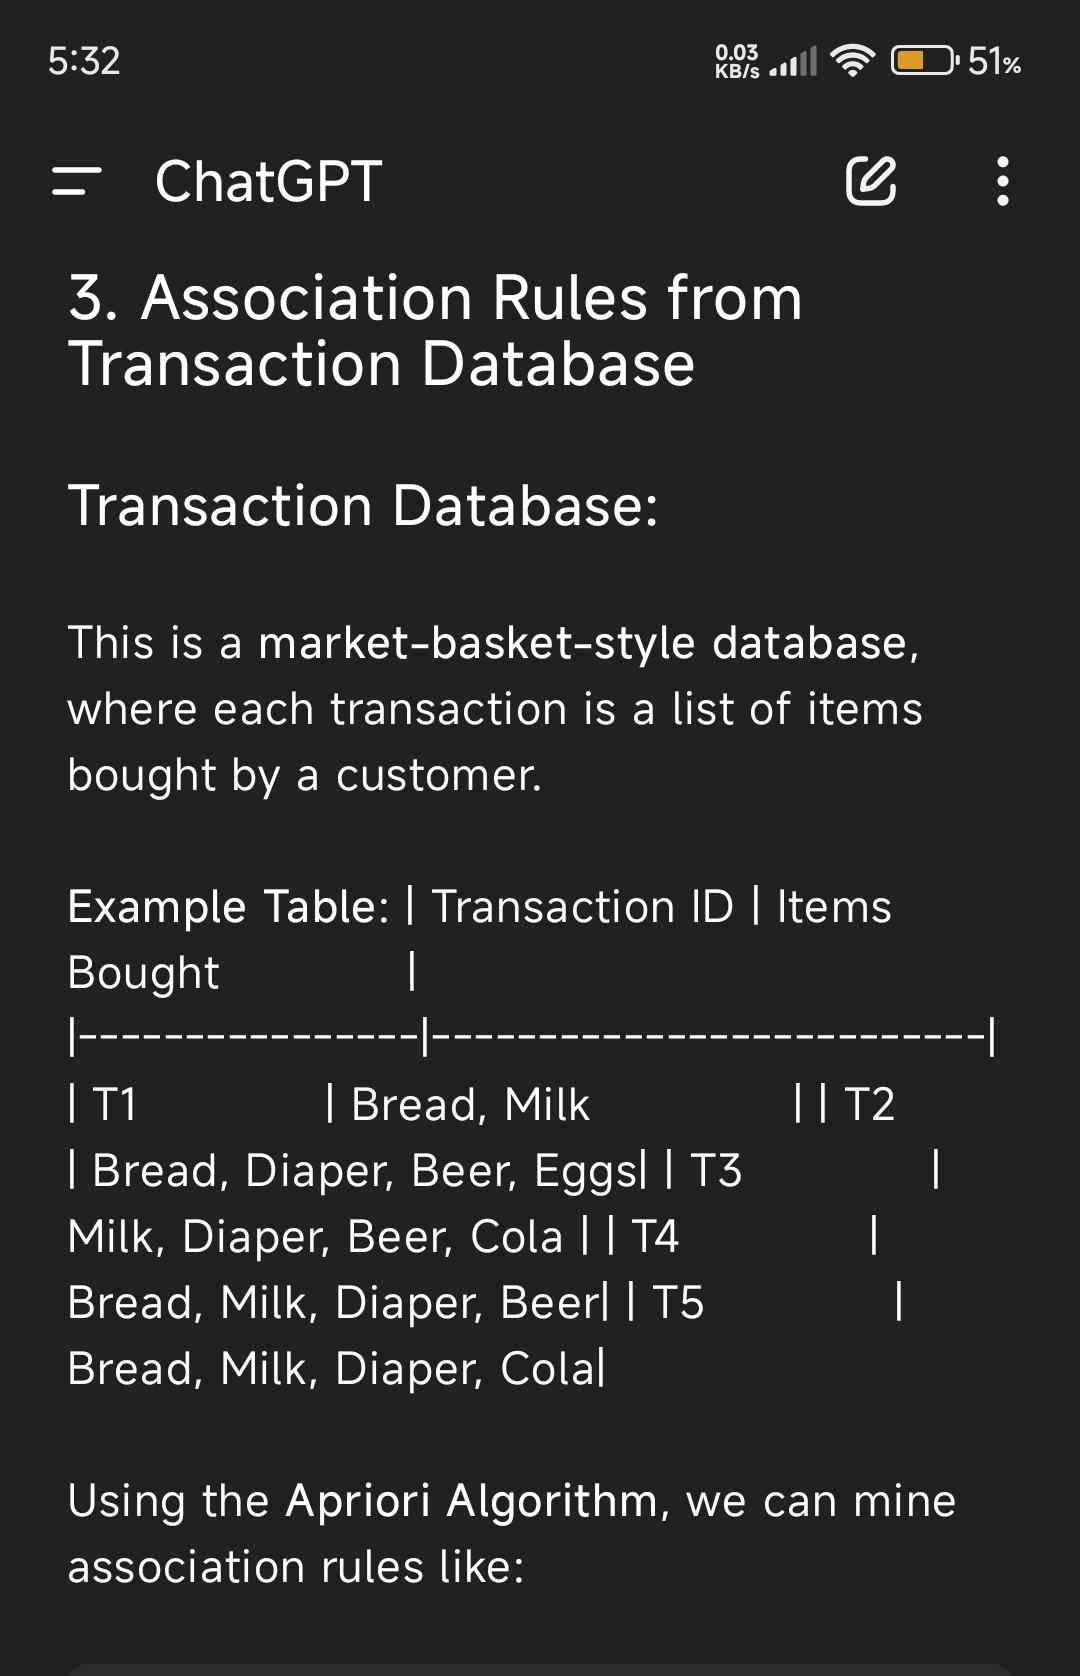 5:32
0.03
KB/s
51%
ChatGPT
3. Association Rules from
Transaction Database
Transaction Database:
This is a market-basket-style database,
where each transaction is a list of items
bought by a customer.
Example Table: | Transaction ID | Items
Bought |
|----------------|--------------------------|
| T1 | Bread, Milk | | T2
| Bread, Diaper, Beer, Eggs| | T3 |
Milk, Diaper, Beer, Cola | | T4 |
Bread, Milk, Diaper, Beer| | T5 |
Bread, Milk, Diaper, Cola|
Using the Apriori Algorithm, we can mine
association rules like: